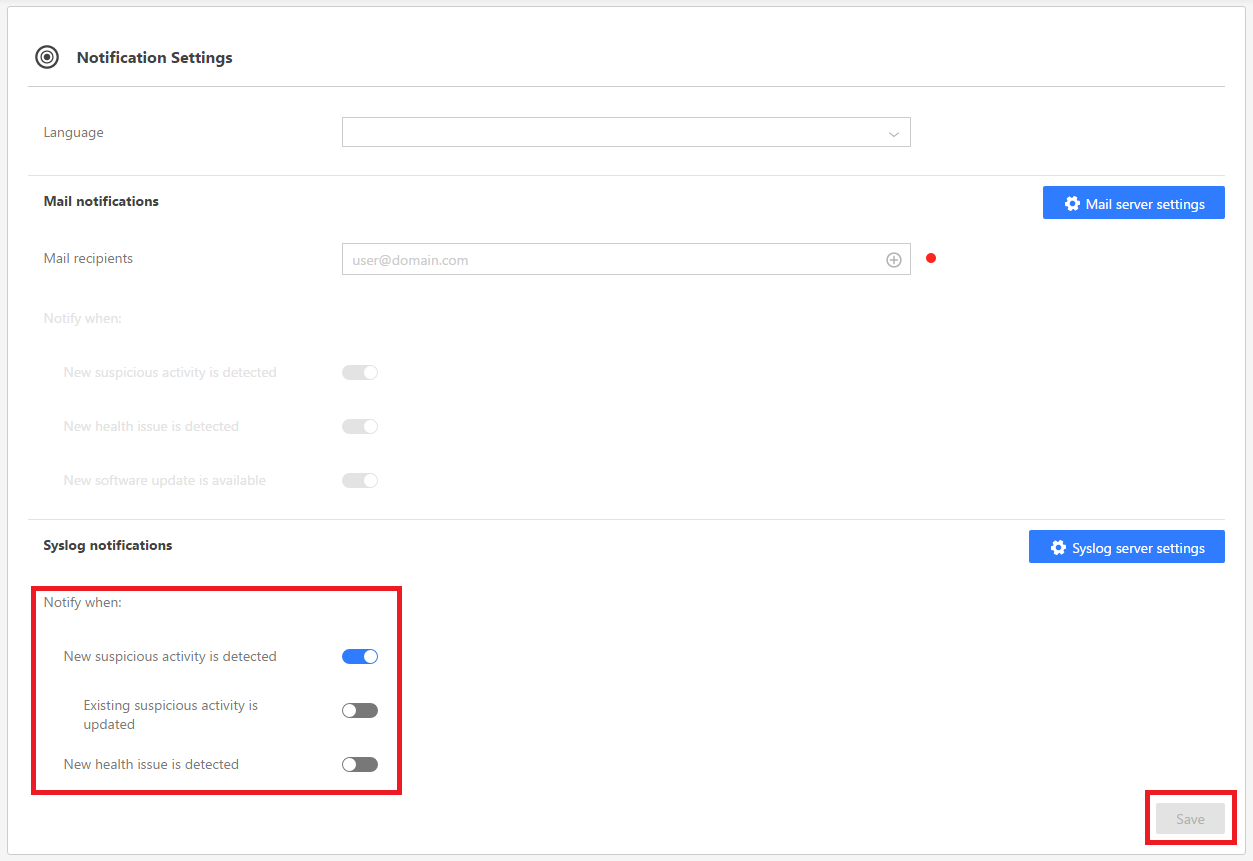 Notification Settings
Language
Mail notifications
Mail server settings
Mail recipients
user@domain.com
Notify when:
New suspicious activity is detected
New health issue is detected
New software update is available
Syslog notifications
Syslog server settings
Notify when:
New suspicious activity is detected
Existing suspicious activity is
updated
New health issue is detected
Save